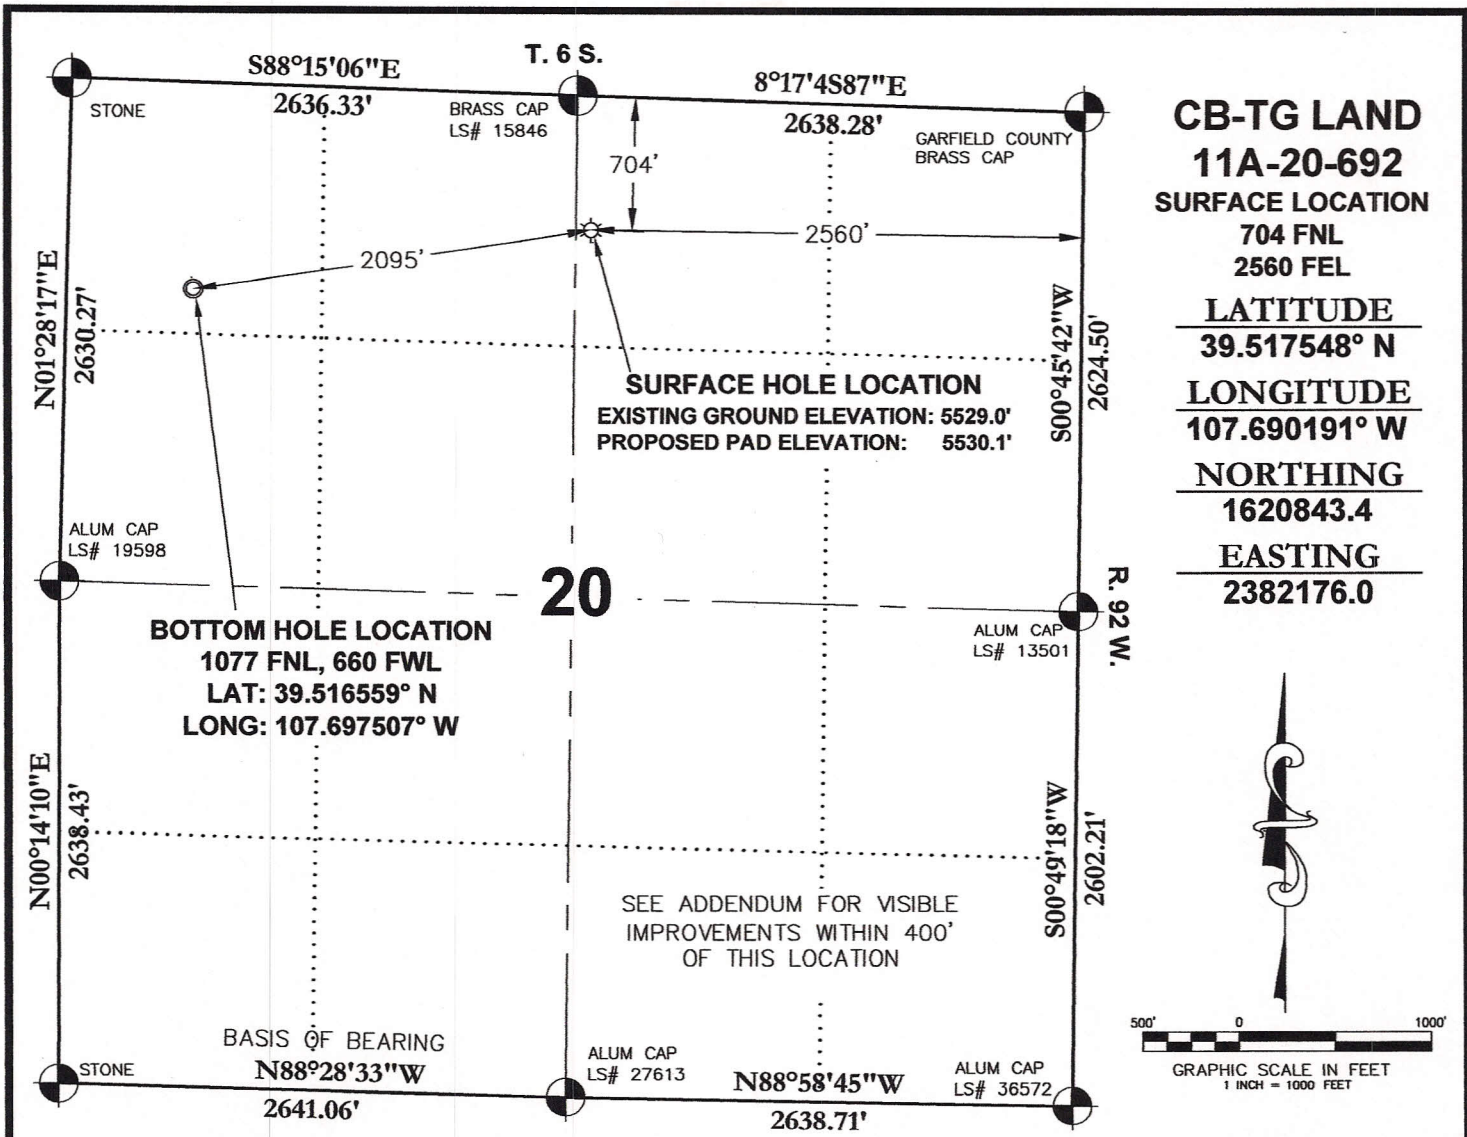 T. 6 S.
S88°15'06"E
2636.33'
8°17'4S87"E
2638.28'
STONE
BRASS CAP
LS# 15846
GARFIELD COUNTY
BRASS CAP
704'
2560'
2095'
N01°28'17"E
2630.27'
S00°45'42"W
2624.50'
SURFACE HOLE LOCATION
EXISTING GROUND ELEVATION: 5529.0'
PROPOSED PAD ELEVATION: 5530.1'
ALUM CAP
LS# 19598
20
BOTTOM HOLE LOCATION
1077 FNL, 660 FWL
LAT: 39.516559° N
LONG: 107.697507° W
ALUM CAP
LS# 13501
R. 92 W.
N00°14'10"E
2638.43'
S00°49'18"W
2602.21'
SEE ADDENDUM FOR VISIBLE
IMPROVEMENTS WITHIN 400'
OF THIS LOCATION
BASIS OF BEARING
N88°28'33"W
2641.06'
STONE
ALUM CAP
LS# 27613
N88°58'45"W
2638.71'
ALUM CAP
LS# 36572
CB-TG LAND
11A-20-692
SURFACE LOCATION
704 FNL
2560 FEL
LATITUDE
39.517548° N
LONGITUDE
107.690191° W
NORTHING
1620843.4
EASTING
2382176.0
500' 0 1000'
GRAPHIC SCALE IN FEET
1 INCH = 1000 FEET